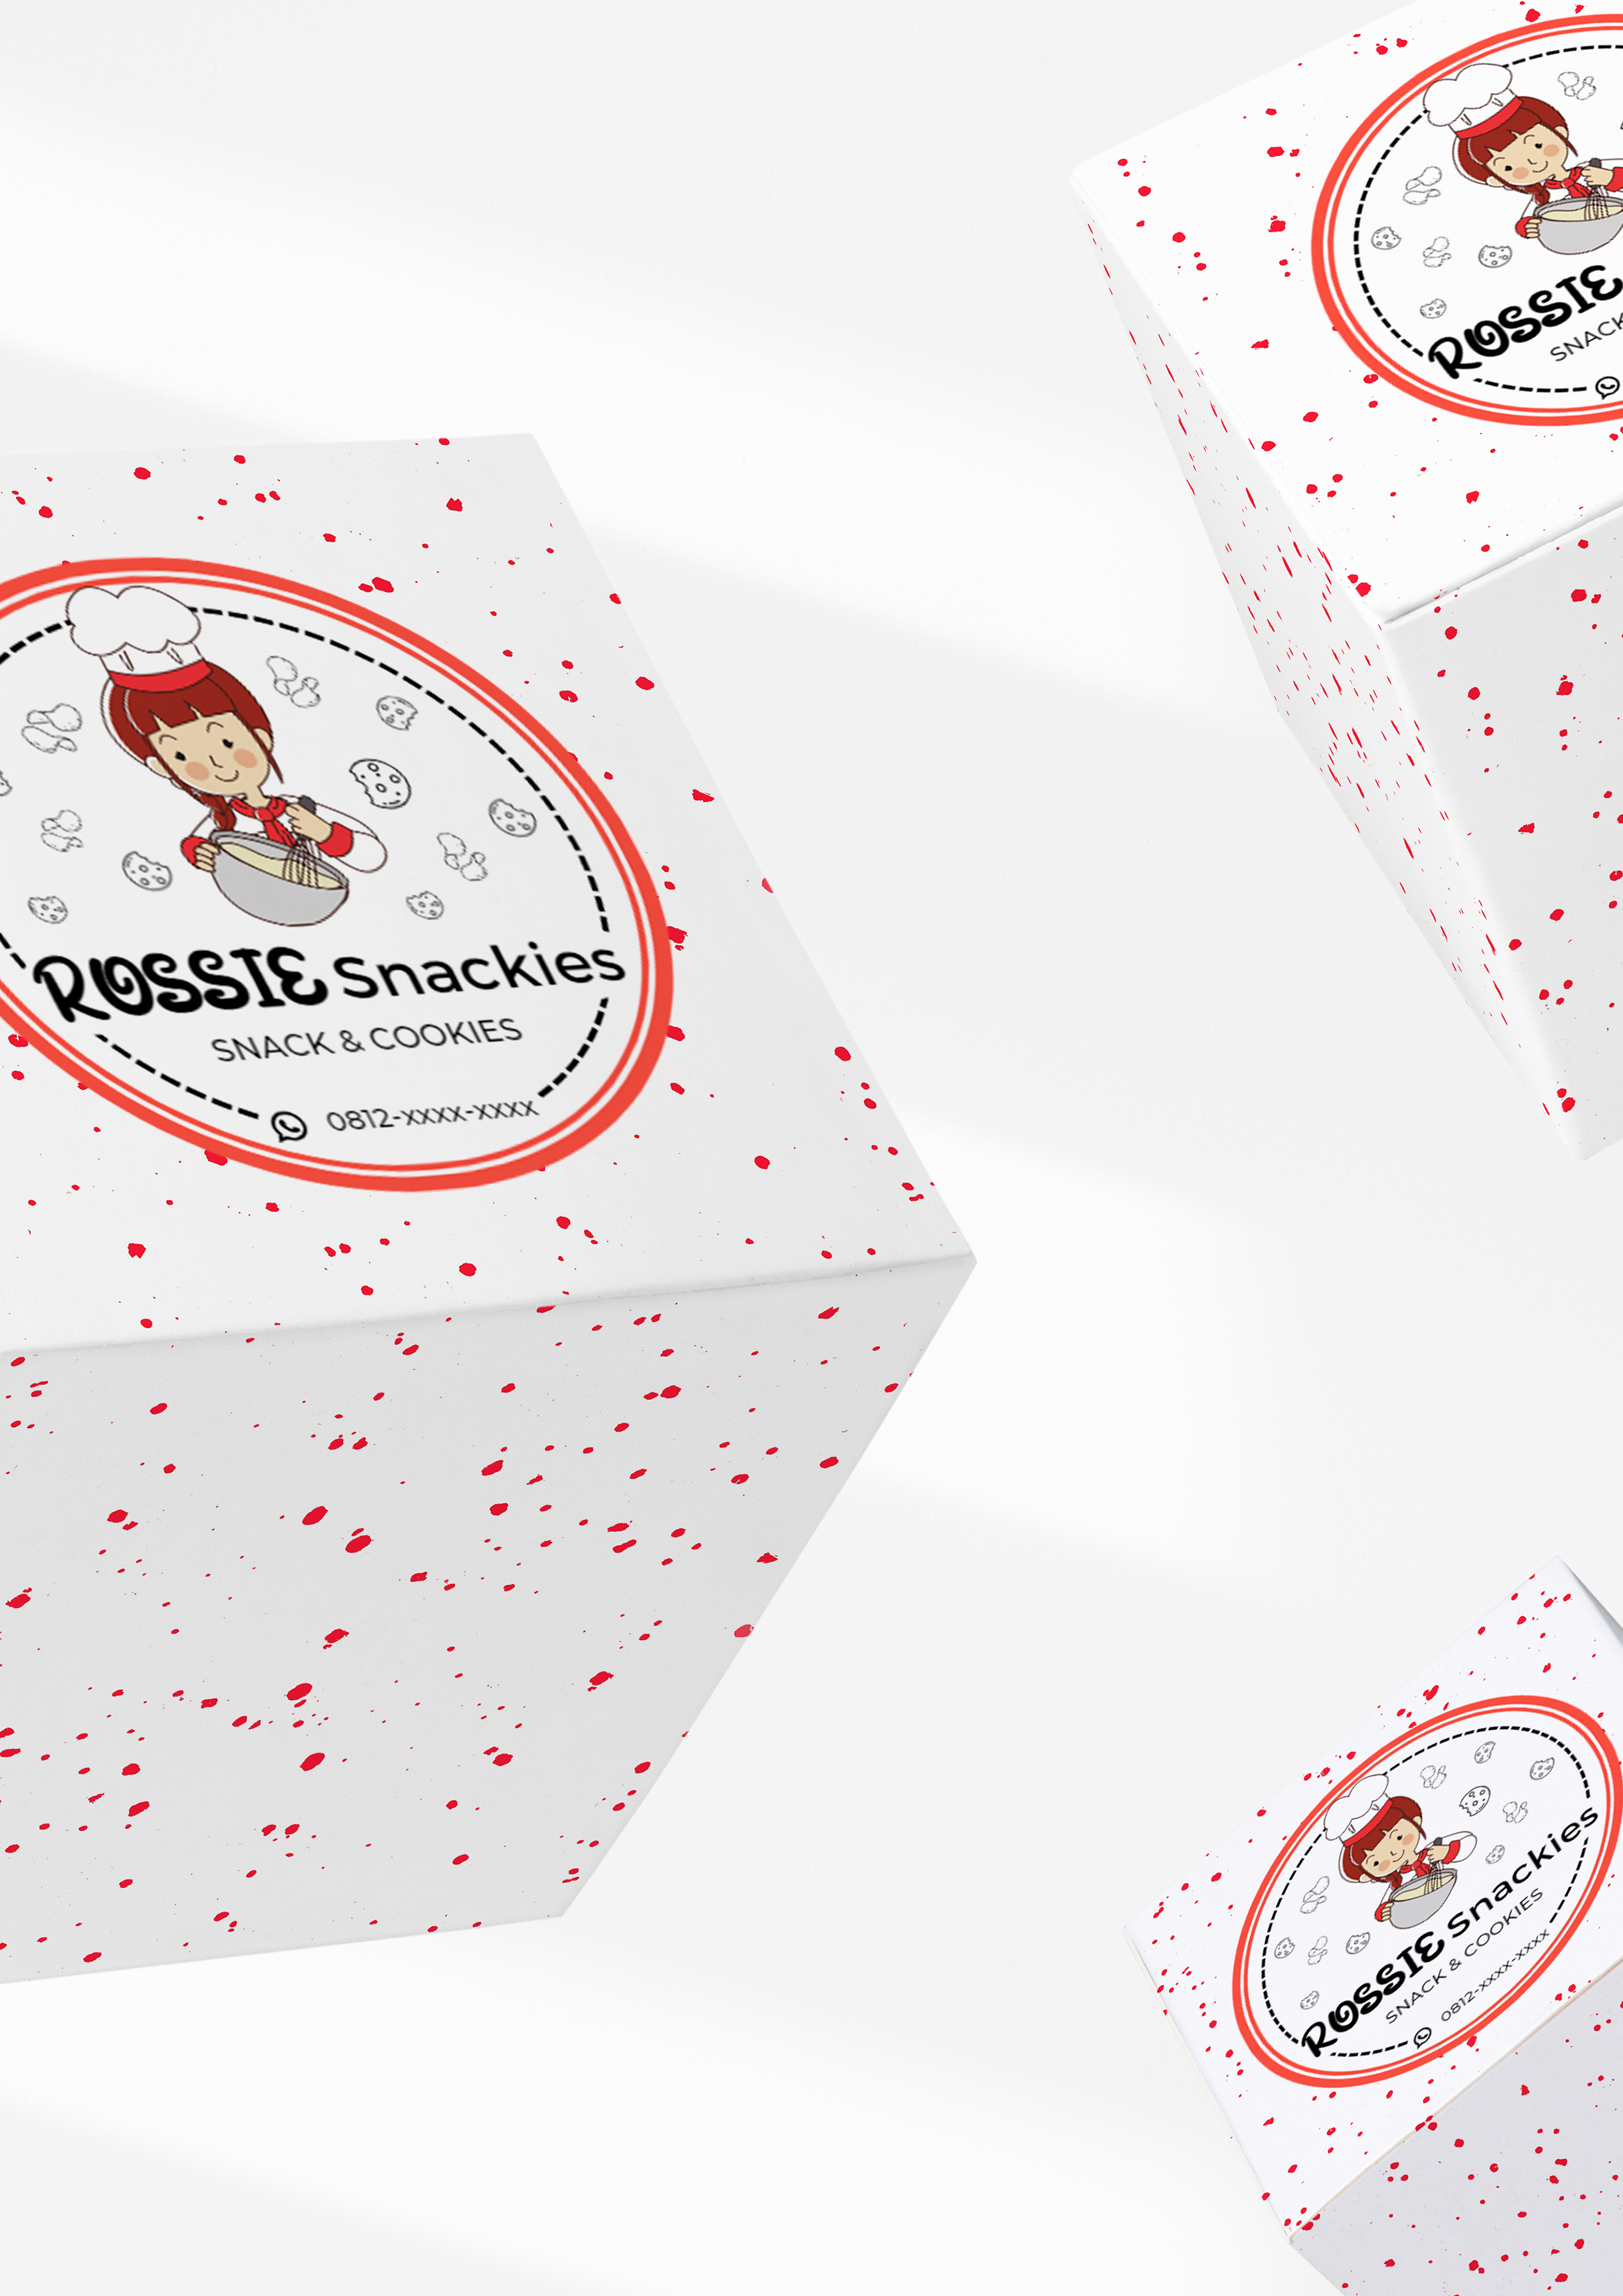 ROSSIE
SNACK
ROSSIE Snackies
SNACK & COOKIES
0812-xxxx-xxxx
ROSSIE Snackies
SNACK & COOKIES
0812-xxxx-xxxx